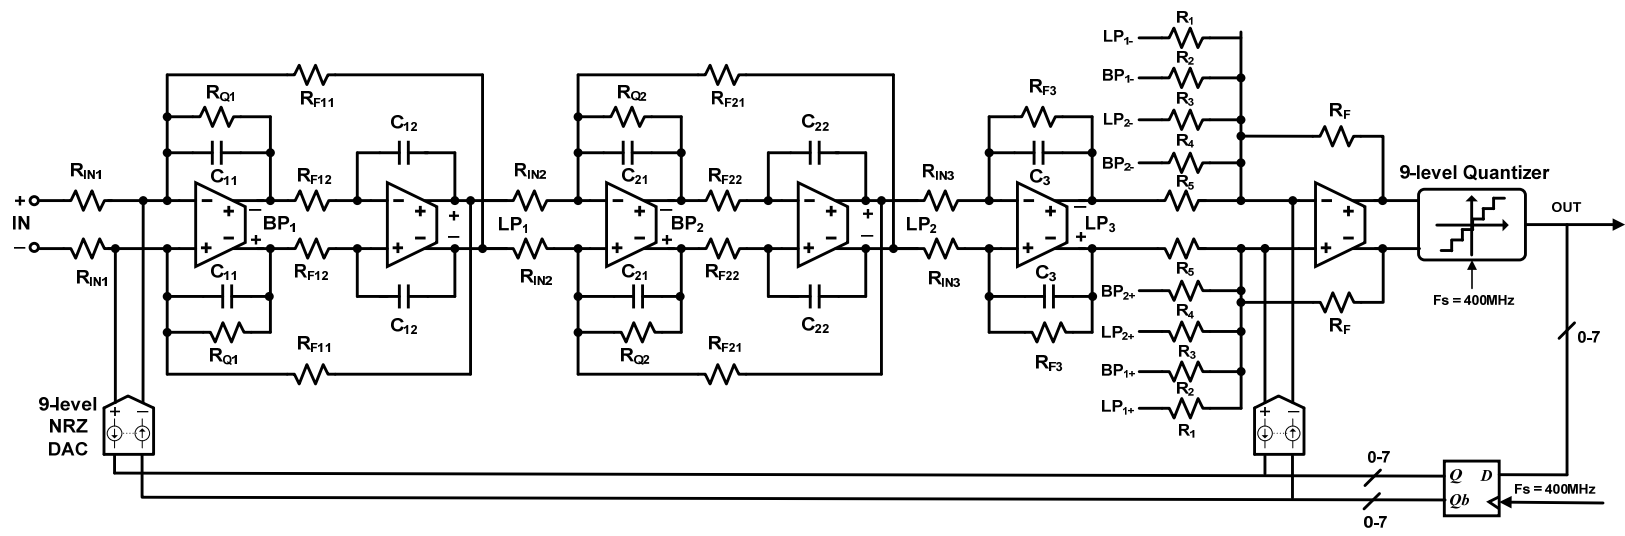 LP1-
R1
BP1-
R2
LP2-
R3
BP2-
R4
R5
RF11
RQ1
C11
RIN1
+
IN
−
RIN1
− +
+ −
− +
BP1
RF12
RF12
C12
− +
+ −
+ −
C11
RQ1
C12
RF11
LP1
RIN2
RIN2
RF21
RQ2
C21
− +
+ −
− +
BP2
RF22
RF22
C22
− +
+ −
+ −
C21
RQ2
C22
RF21
LP2
RIN3
RIN3
RF3
C3
− +
+ −
− +
LP3
C3
RF3
R5
BP2+
R4
LP2+
R3
BP1+
R2
LP1+
R1
RF
− +
+ −
RF
9-level Quantizer
Fs = 400MHz
OUT
0-7
9-level
NRZ
DAC
+ −
+ −
0-7
0-7
Q D
Qb
Fs = 400MHz